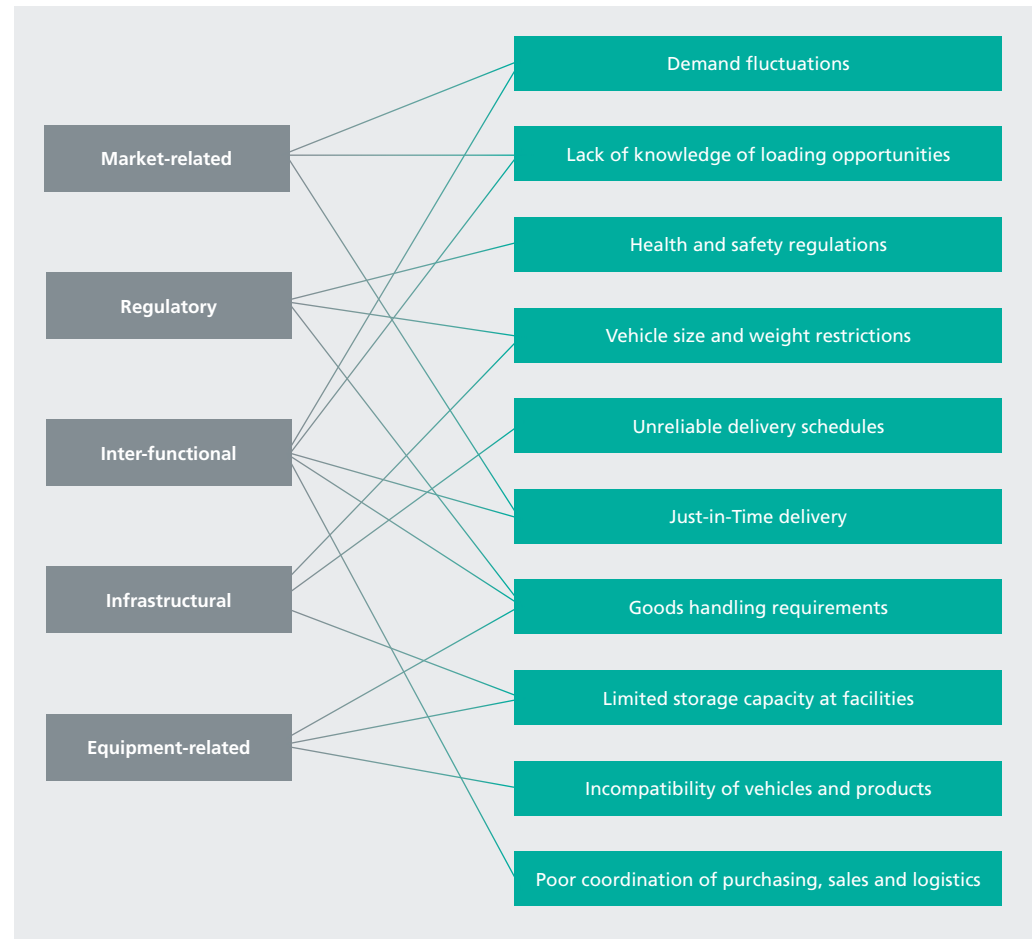 Market-related
Regulatory
Inter-functional
Infrastructural
Equipment-related
Demand fluctuations
Lack of knowledge of loading opportunities
Health and safety regulations
Vehicle size and weight restrictions
Unreliable delivery schedules
Just-in-Time delivery
Goods handling requirements
Limited storage capacity at facilities
Incompatibility of vehicles and products
Poor coordination of purchasing, sales and logistics